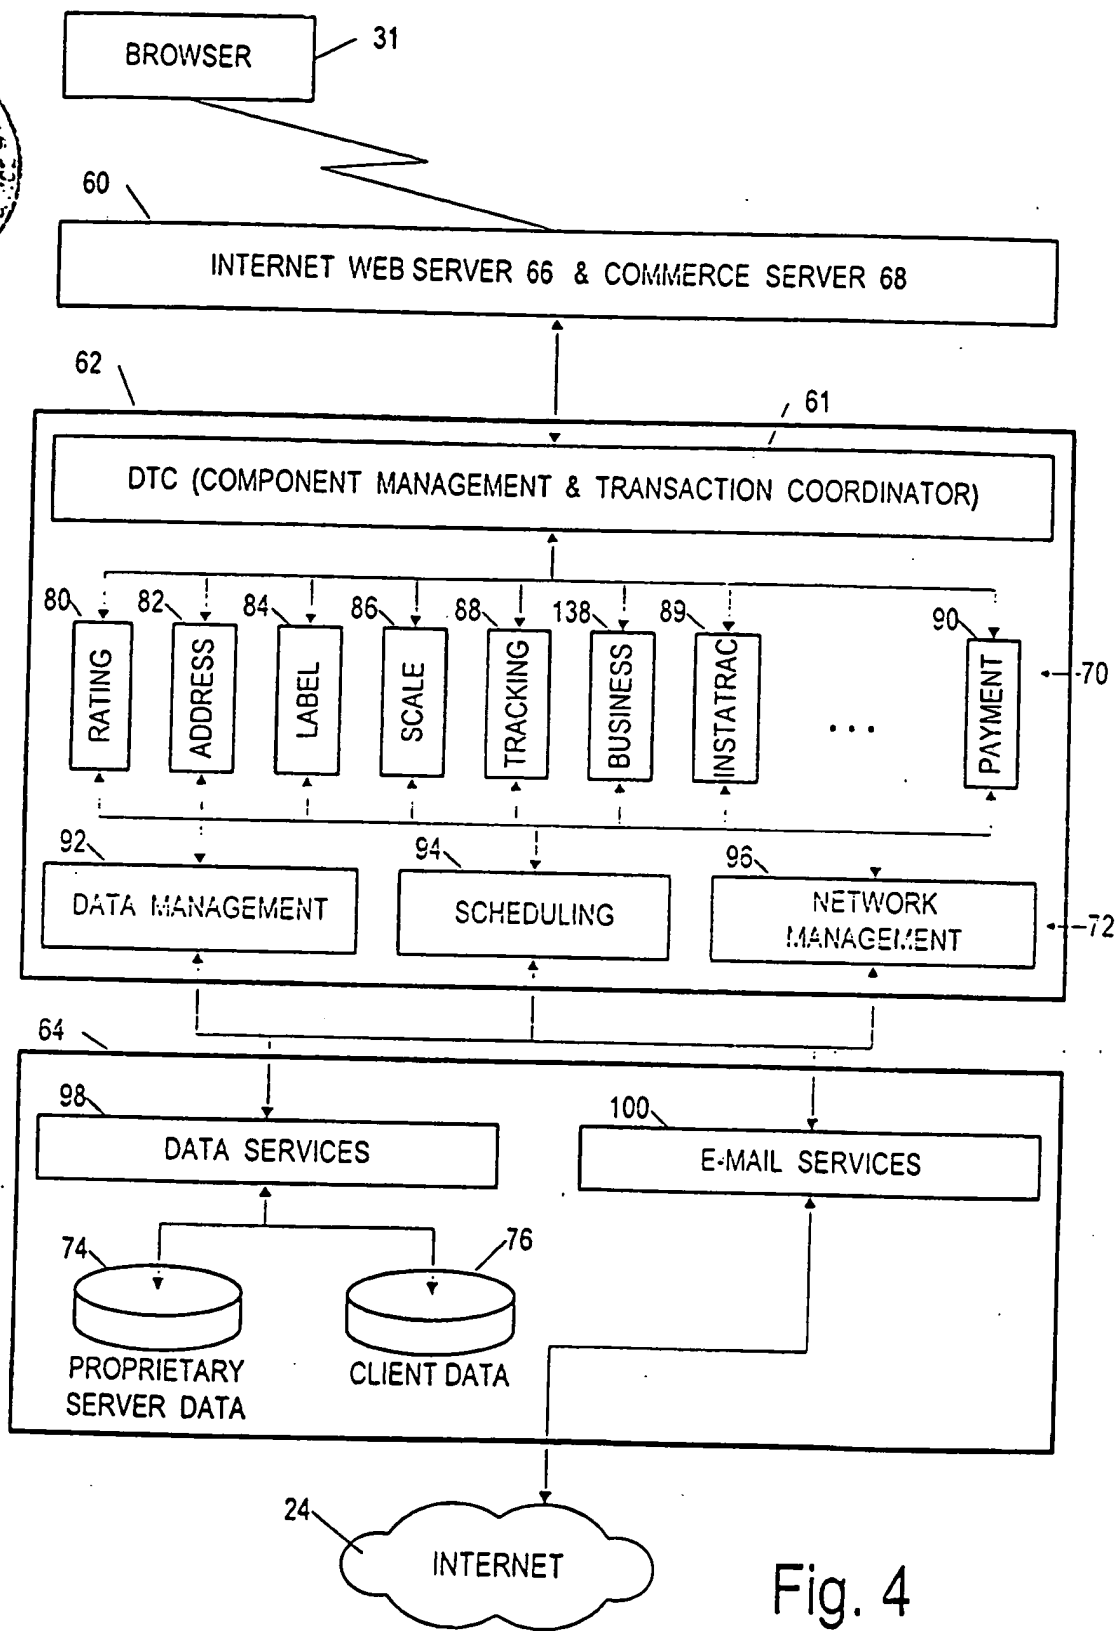 BROWSER
31
60
INTERNET WEB SERVER 66 & COMMERCE SERVER 68
62
61
DTC (COMPONENT MANAGEMENT & TRANSACTION COORDINATOR)
80
82
84
86
88
138
89
90
RATING
ADDRESS
LABEL
SCALE
TRACKING
BUSINESS
INSTATRAC
...
PAYMENT
70
92
94
96
DATA MANAGEMENT
SCHEDULING
NETWORK
MANAGEMENT
72
64
98
100
DATA SERVICES
E-MAIL SERVICES
74
76
PROPRIETARY
SERVER DATA
CLIENT DATA
24
INTERNET
Fig. 4